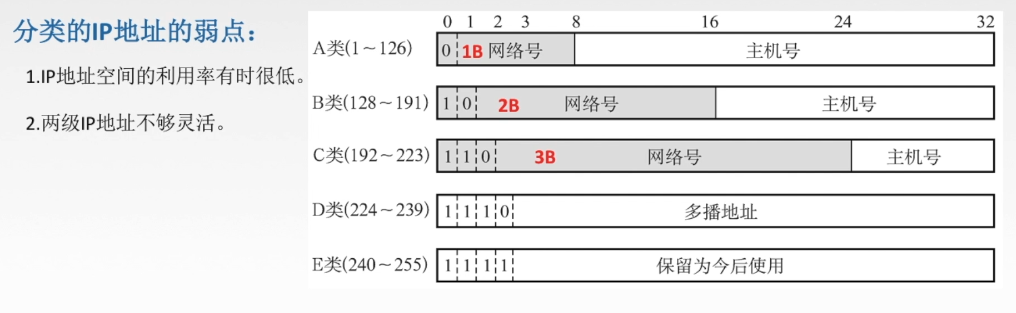 分类的IP地址的弱点：
1.IP地址空间的利用率有时很低。
2.两级IP地址不够灵活。
0 1 2 3 8 16 24 32
A类(1～126) 0 1B 网络号 主机号
B类(128～191) 1 0 2B 网络号 主机号
C类(192～223) 1 1 0 3B 网络号 主机号
D类(224～239) 1 1 1 0 多播地址
E类(240～255) 1 1 1 1 保留为今后使用